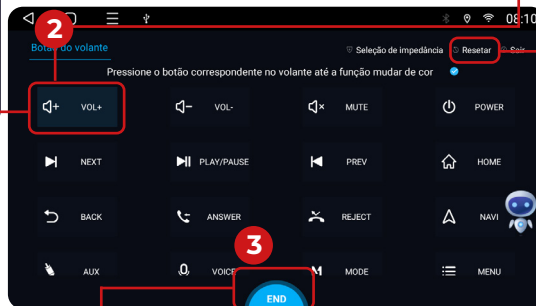 08:10
2
Botão do volante
Seleção de impedância
Resetar
Sair
Pressione o botão correspondente no volante até a função mudar de cor
VOL+
VOL-
MUTE
POWER
NEXT
PLAY/PAUSE
PREV
HOME
BACK
ANSWER
REJECT
NAVI
3
AUX
VOICE
MODE
MENU
END